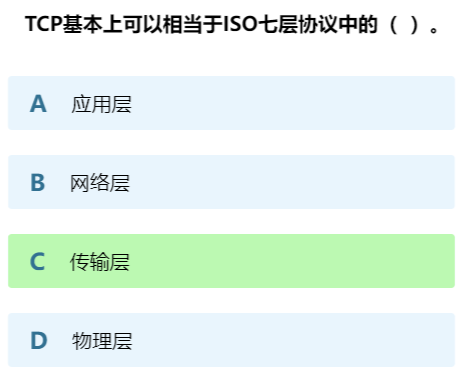 TCP基本上可以相当于ISO七层协议中的（ ）。
A 应用层
B 网络层
C 传输层
D 物理层